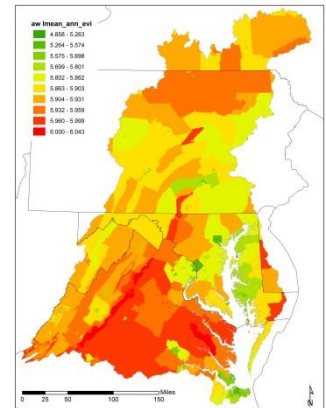 aw lmean_ann_evi
4.858 - 5.263
5.264 - 5.574
5.575 - 5.698
5.699 - 5.801
5.802 - 5.862
5.863 - 5.903
5.904 - 5.931
5.932 - 5.959
5.960 - 5.999
6.000 - 6.043
0 25 50 100 150 Miles
N